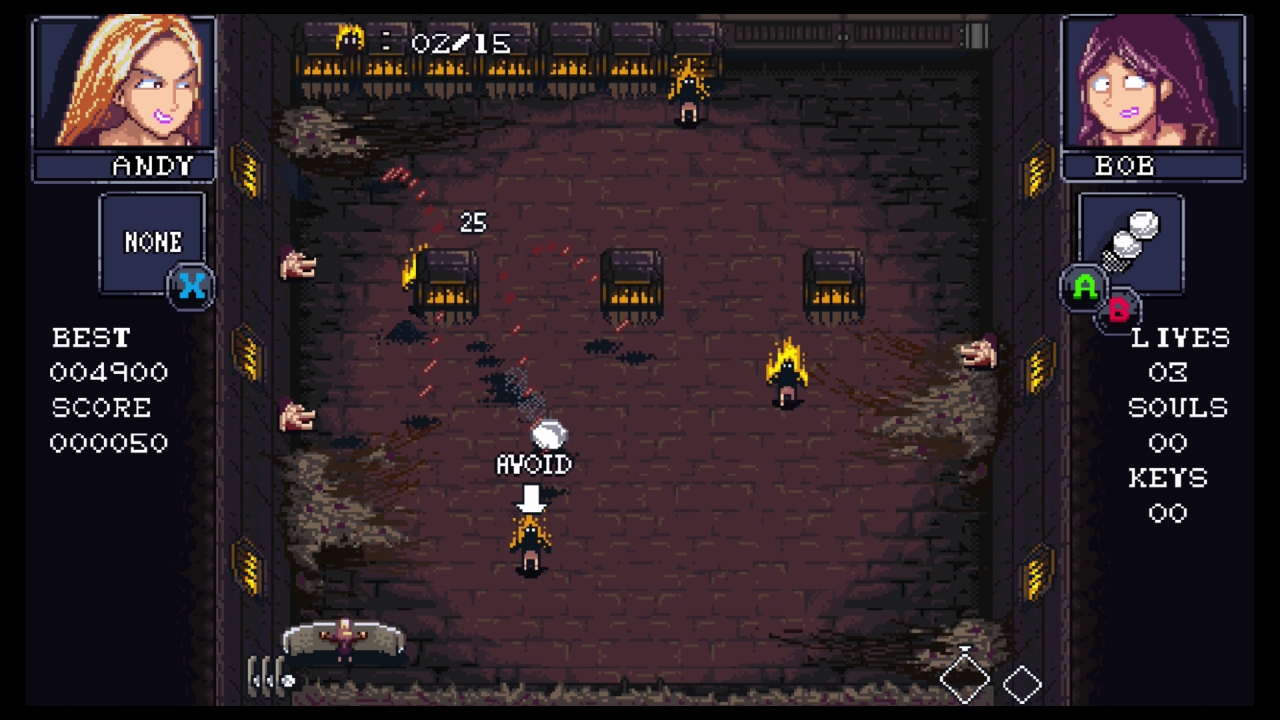 : 02/15
ANDY
BOB
NONE
X
25
A
B
BEST
004900
SCORE
000050
LIVES
03
SOULS
00
KEYS
00
AVOID